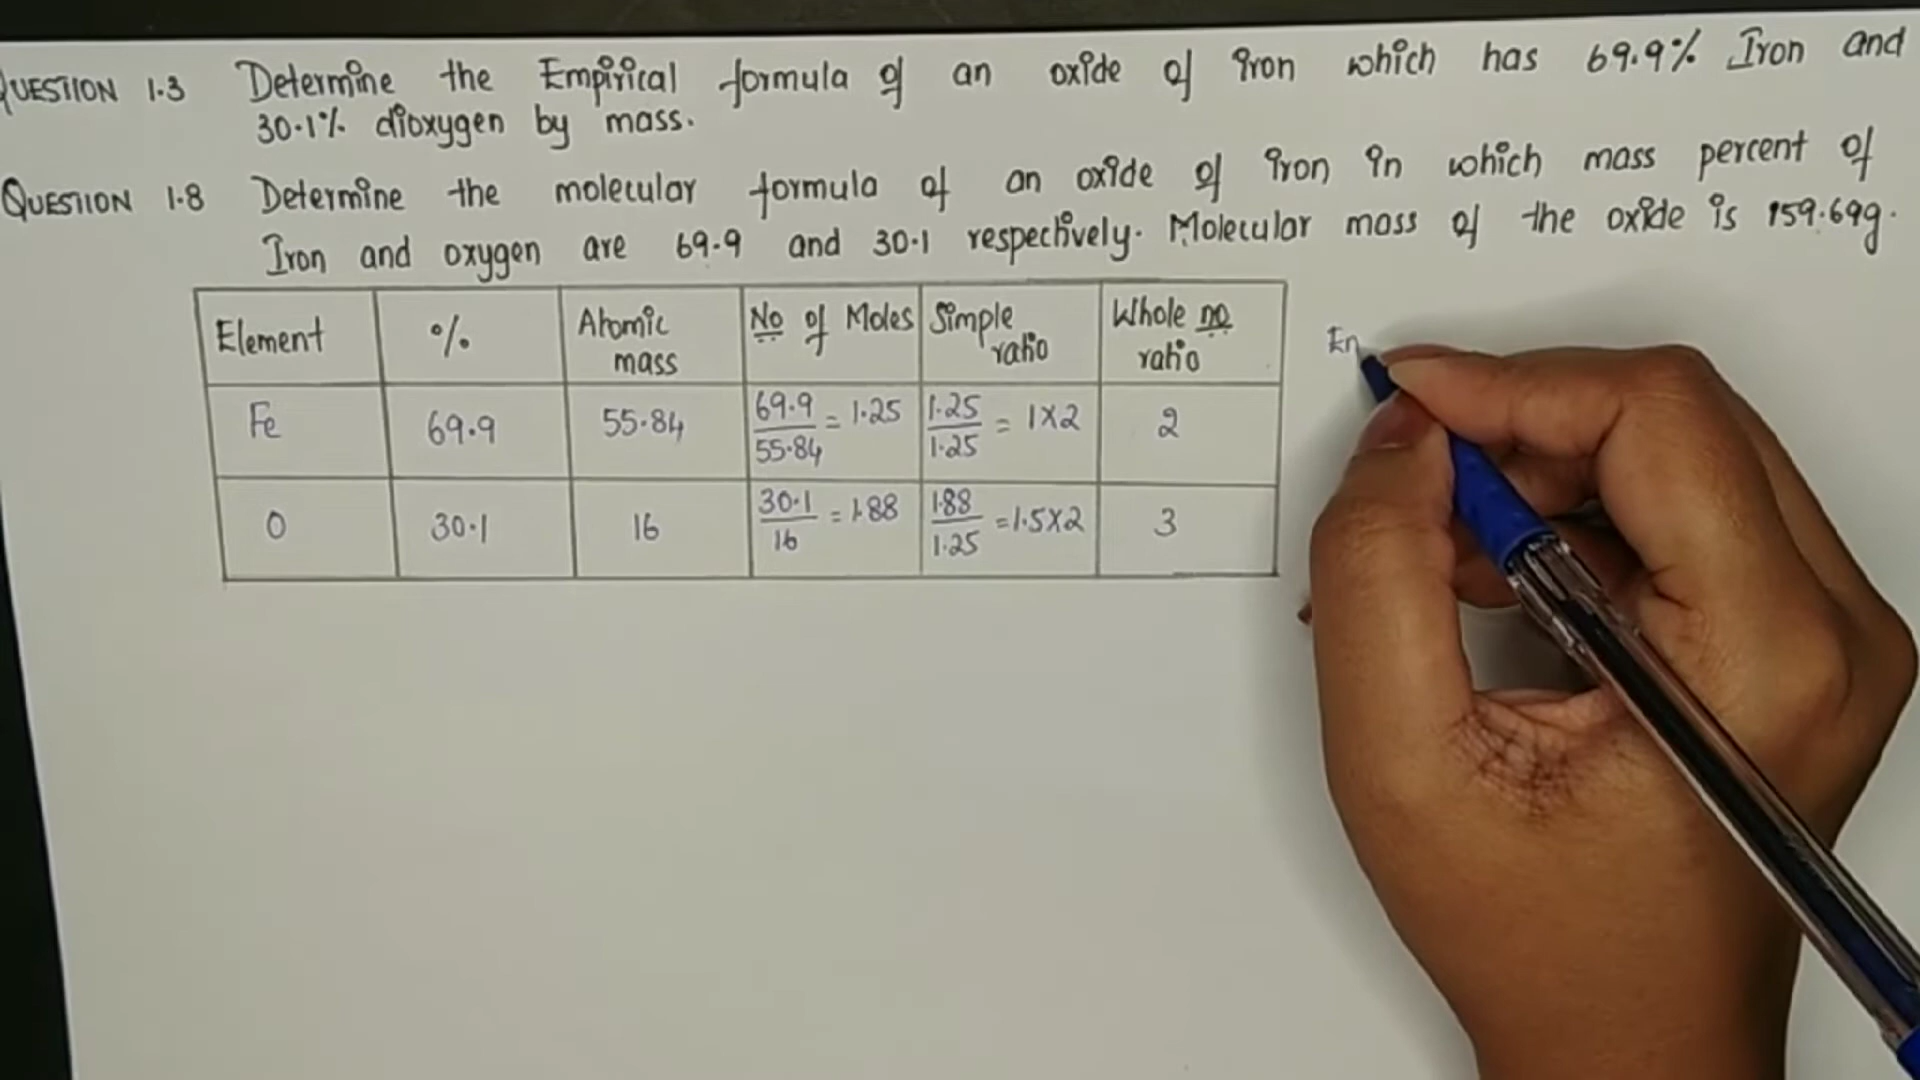 QUESTION 1.3 Determine the Empirical formula of an oxide of iron which has 69.9% Iron and
30.1% dioxygen by mass.
QUESTION 1.8 Determine the molecular formula of an oxide of iron in which mass percent of
Iron and oxygen are 69.9 and 30.1 respectively. Molecular mass of the oxide is 159.69g.
Element % Atomic mass No of Moles Simple ratio Whole no ratio
Fe 69.9 55.84 69.9/55.84 = 1.25 1.25/1.25 = 1×2 2
O 30.1 16 30.1/16 = 1.88 1.88/1.25 = 1.5×2 3